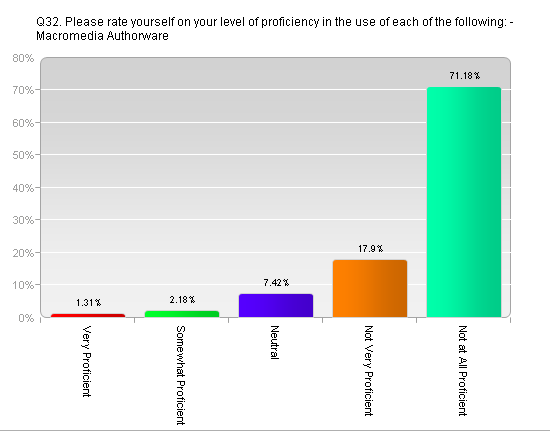 Q32. Please rate yourself on your level of proficiency in the use of each of the following: -
Macromedia Authorware
80%
70%
60%
50%
40%
30%
20%
10%
0%
1.31%
2.18%
7.42%
17.9%
71.18%
Very Proficient
Somewhat Proficient
Neutral
Not Very Proficient
Not at All Proficient